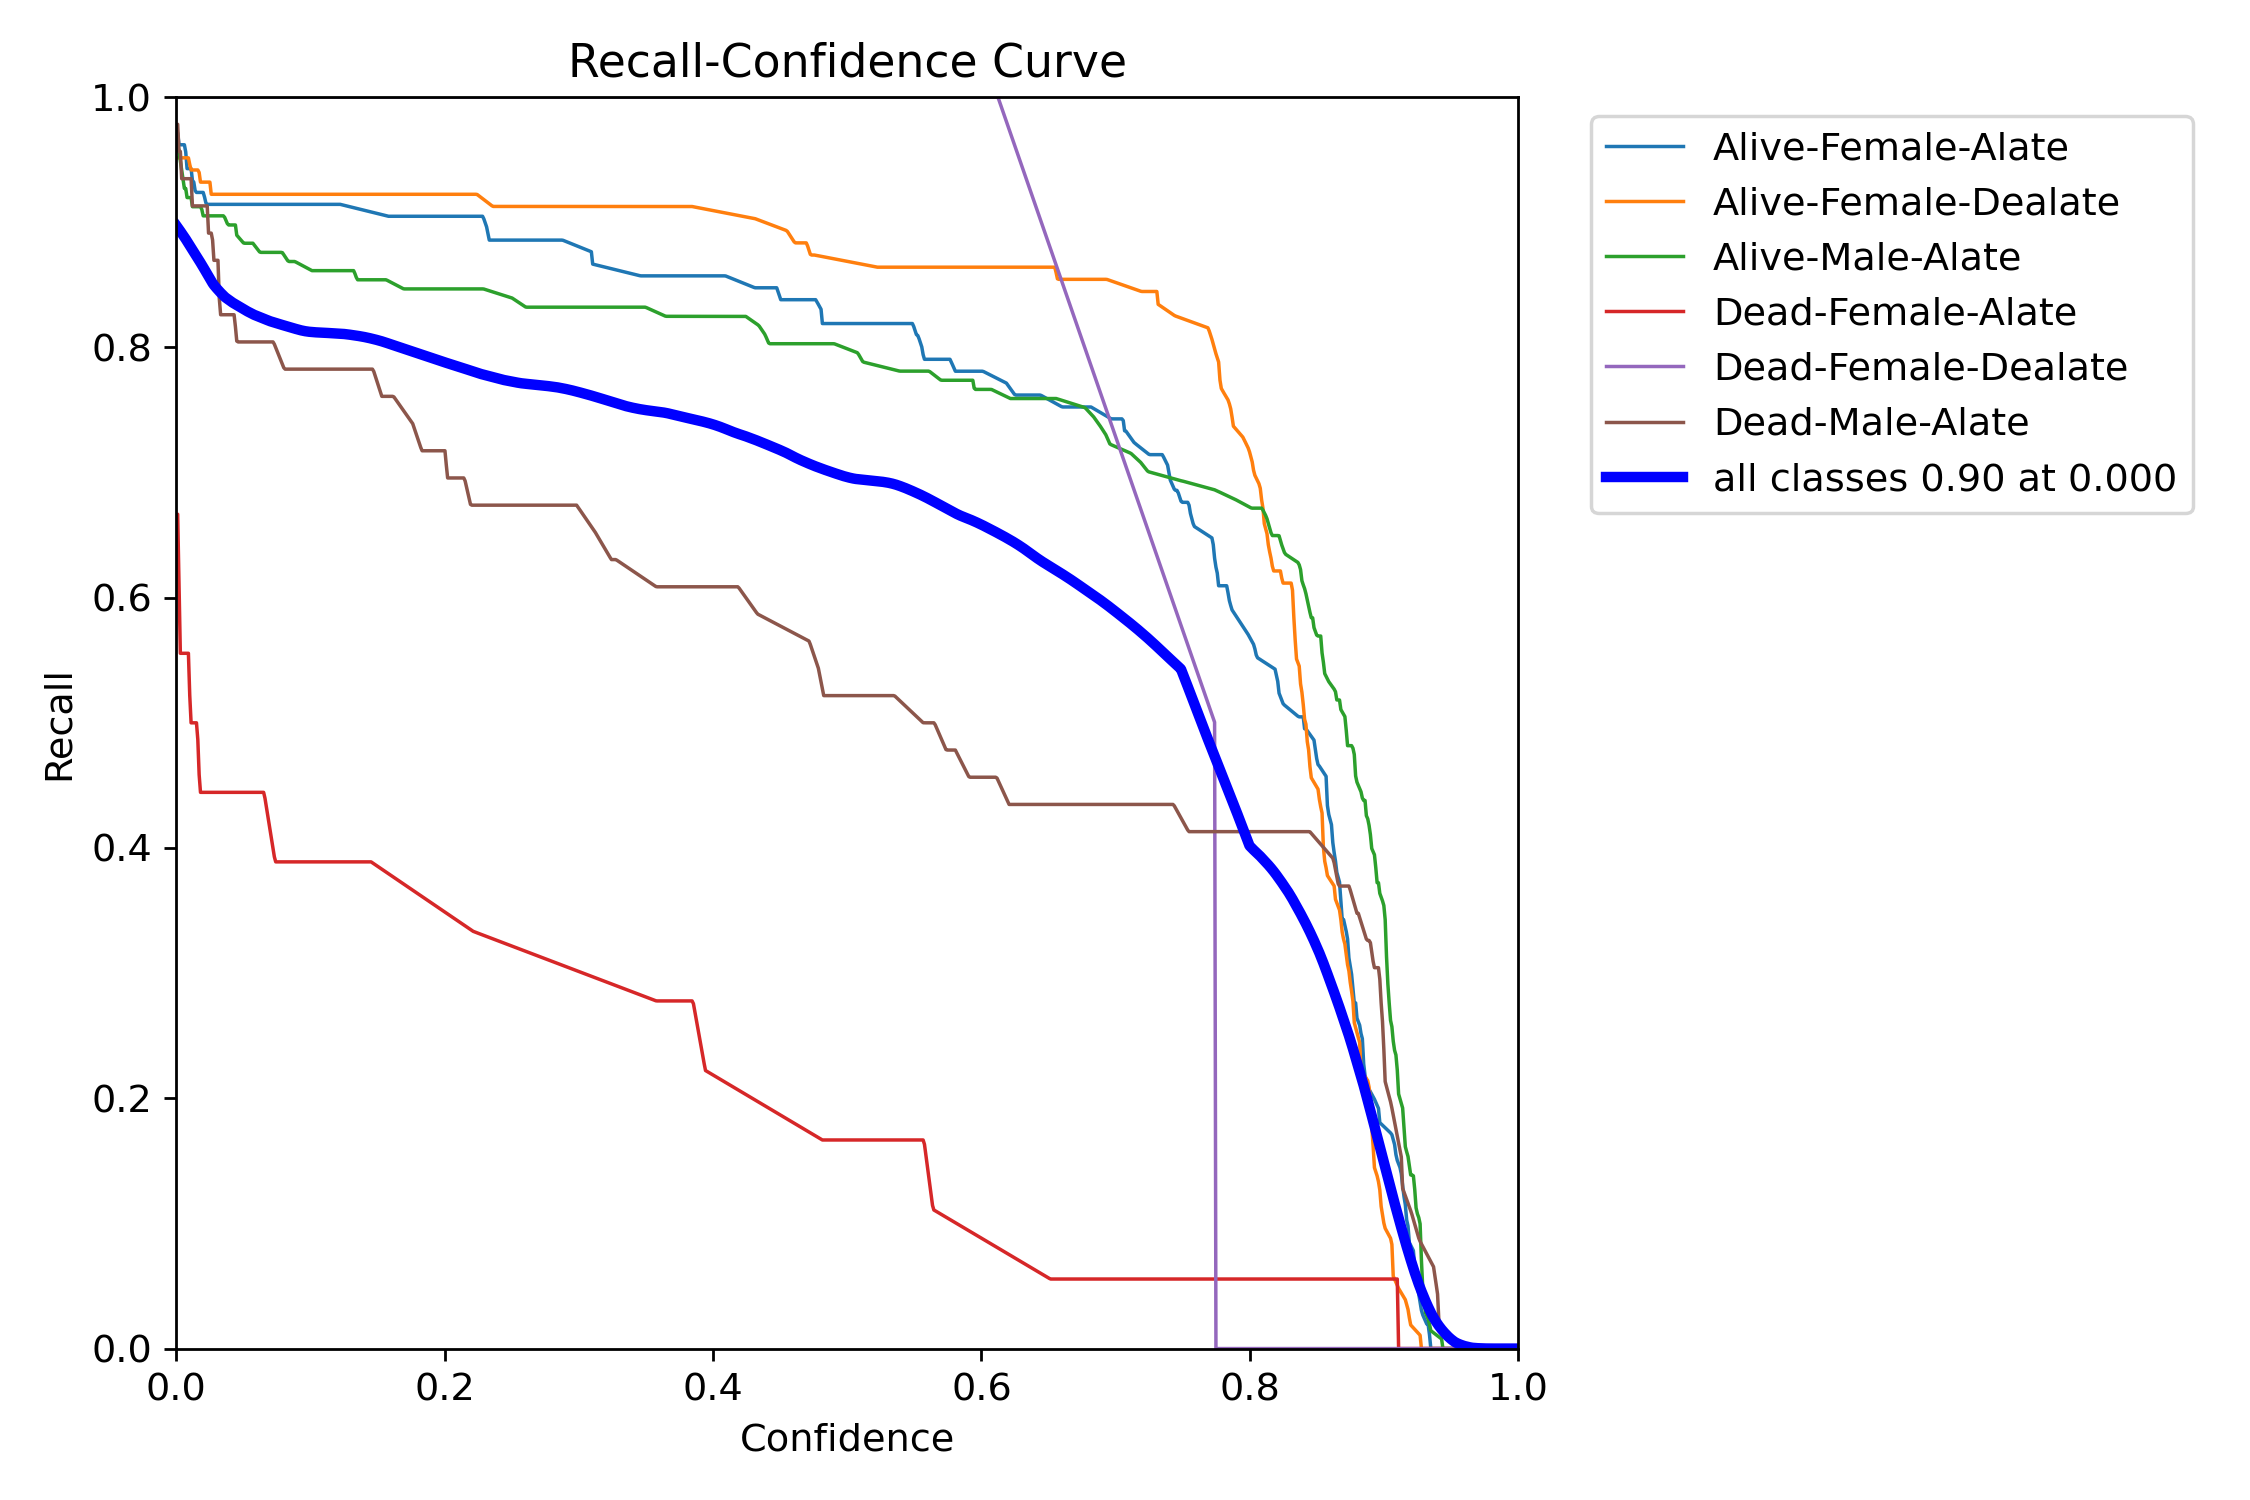 Recall-Confidence Curve
1.0
0.8
0.6
0.4
0.2
0.0
Recall
0.0 0.2 0.4 0.6 0.8 1.0
Confidence
Alive-Female-Alate
Alive-Female-Dealate
Alive-Male-Alate
Dead-Female-Alate
Dead-Female-Dealate
Dead-Male-Alate
all classes 0.90 at 0.000